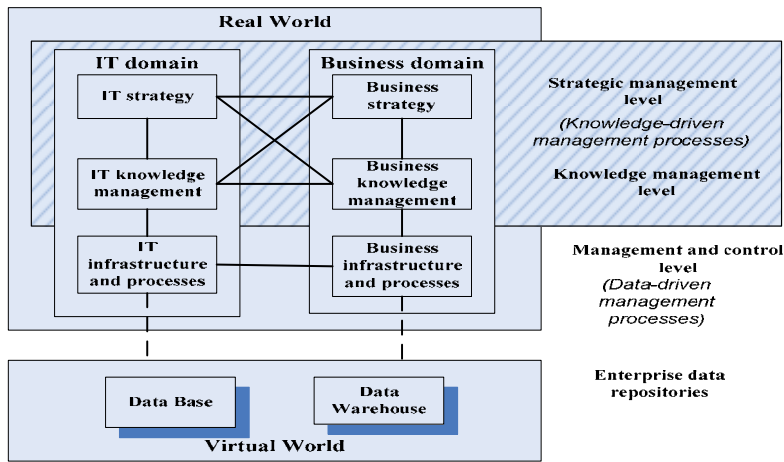 Real World
IT domain
Business domain
IT strategy
Business
strategy
Strategic management
level
(Knowledge-driven
management processes)
IT knowledge
management
Business
knowledge
management
Knowledge management
level
IT
infrastructure
and processes
Business
infrastructure
and processes
Management and control
level
(Data-driven
management
processes)
Data Base
Data
Warehouse
Enterprise data
repositories
Virtual World